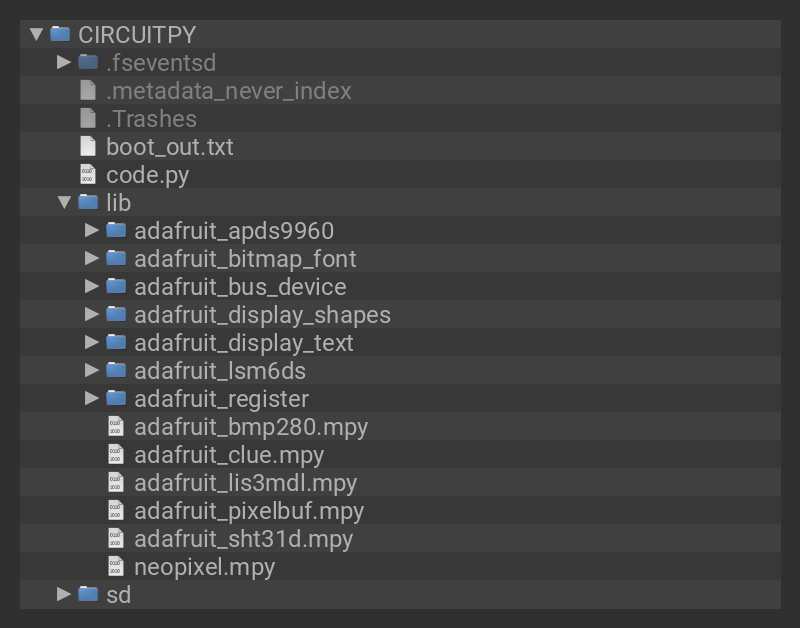 CIRCUITPY
.fseventsd
.metadata_never_index
.Trashes
boot_out.txt
code.py
lib
adafruit_apds9960
adafruit_bitmap_font
adafruit_bus_device
adafruit_display_shapes
adafruit_display_text
adafruit_lsm6ds
adafruit_register
adafruit_bmp280.mpy
adafruit_clue.mpy
adafruit_lis3mdl.mpy
adafruit_pixelbuf.mpy
adafruit_sht31d.mpy
neopixel.mpy
sd